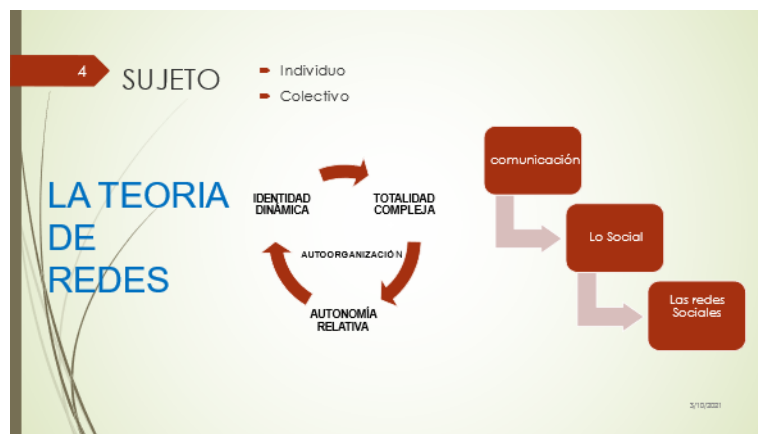 4
SUJETO
Individuo
Colectivo
LA TEORIA
DE
REDES
IDENTIDAD
DINÁMICA
TOTALIDAD
COMPLEJA
AUTOORGANIZACIÓN
AUTONOMÍA
RELATIVA
comunicación
Lo Social
Las redes
Sociales
3/10/2021